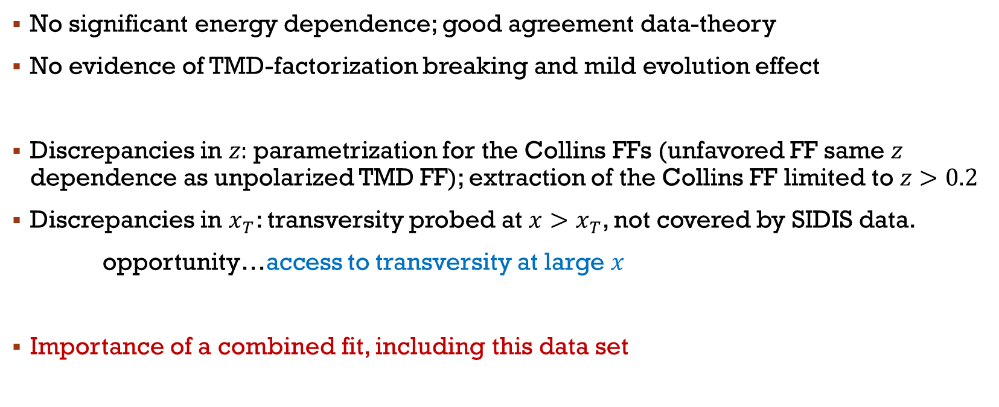 ▪ No significant energy dependence; good agreement data-theory
▪ No evidence of TMD-factorization breaking and mild evolution effect
▪ Discrepancies in z: parametrization for the Collins FFs (unfavored FF same z
dependence as unpolarized TMD FF); extraction of the Collins FF limited to z > 0.2
▪ Discrepancies in x_T: transversity probed at x > x_T, not covered by SIDIS data.
opportunity…access to transversity at large x
▪ Importance of a combined fit, including this data set